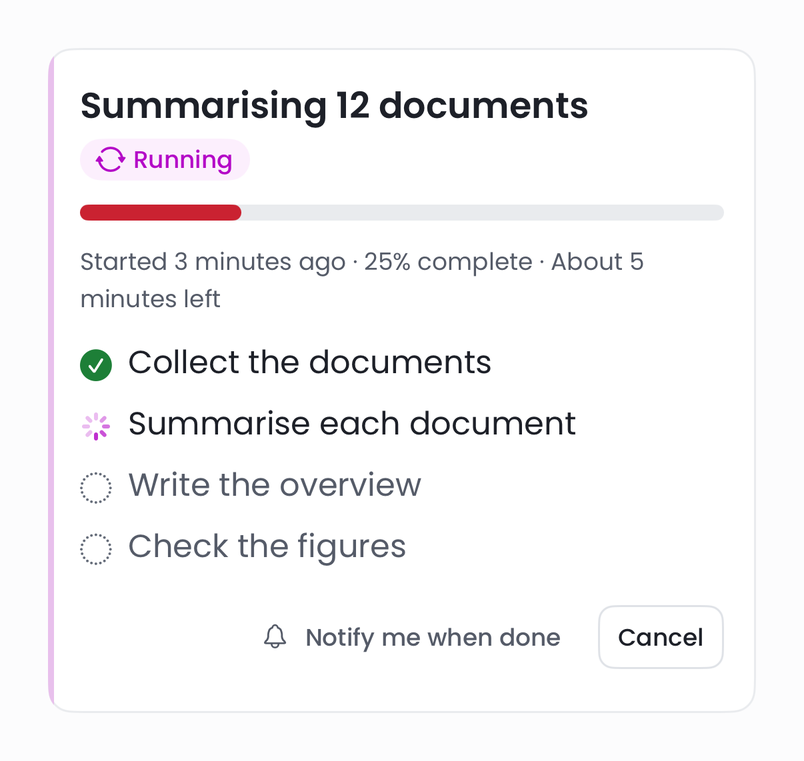 Summarising 12 documents
Running
Started 3 minutes ago · 25% complete · About 5
minutes left
Collect the documents
Summarise each document
Write the overview
Check the figures
Notify me when done
Cancel